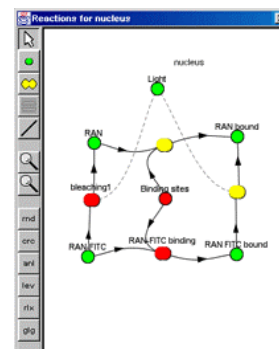 Reactions for nucleus
nucleus
Light
RAN
RAN bound
bleaching1
Binding sites
RAN FITC
RAN-FITC binding
RAN FITC bound
rnd
circ
anl
lev
rlx
glg